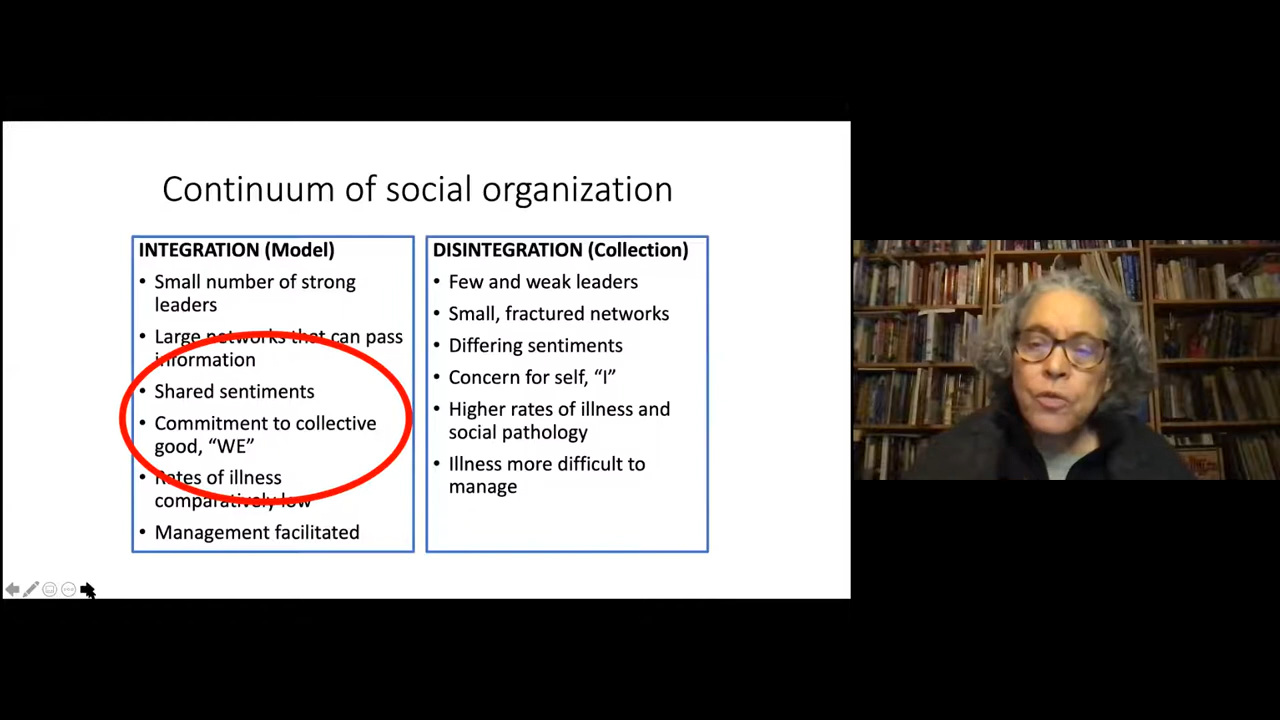 Continuum of social organization
INTEGRATION (Model)
• Small number of strong
leaders
• Large networks that can pass
information
• Shared sentiments
• Commitment to collective
good, “WE”
• Rates of illness
comparatively low
• Management facilitated
DISINTEGRATION (Collection)
• Few and weak leaders
• Small, fractured networks
• Differing sentiments
• Concern for self, “I”
• Higher rates of illness and
social pathology
• Illness more difficult to
manage